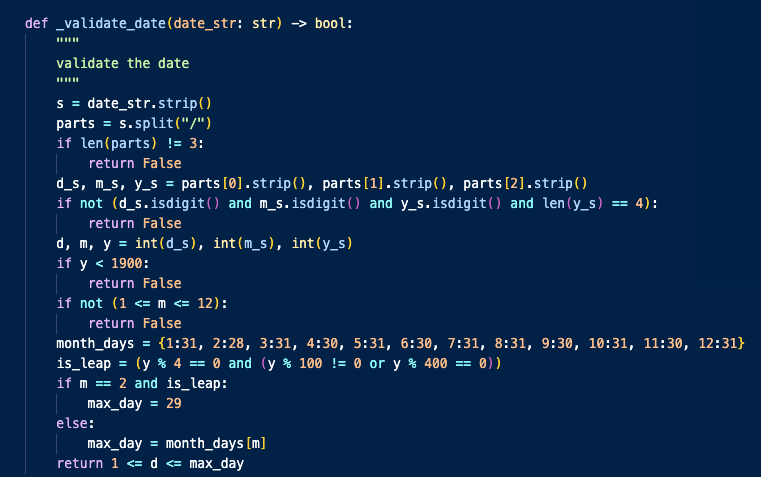 def _validate_date(date_str: str) -> bool:
    """
    validate the date
    """
    s = date_str.strip()
    parts = s.split("/")
    if len(parts) != 3:
        return False
    d_s, m_s, y_s = parts[0].strip(), parts[1].strip(), parts[2].strip()
    if not (d_s.isdigit() and m_s.isdigit() and y_s.isdigit() and len(y_s) == 4):
        return False
    d, m, y = int(d_s), int(m_s), int(y_s)
    if y < 1900:
        return False
    if not (1 <= m <= 12):
        return False
    month_days = {1:31, 2:28, 3:31, 4:30, 5:31, 6:30, 7:31, 8:31, 9:30, 10:31, 11:30, 12:31}
    is_leap = (y % 4 == 0 and (y % 100 != 0 or y % 400 == 0))
    if m == 2 and is_leap:
        max_day = 29
    else:
        max_day = month_days[m]
    return 1 <= d <= max_day